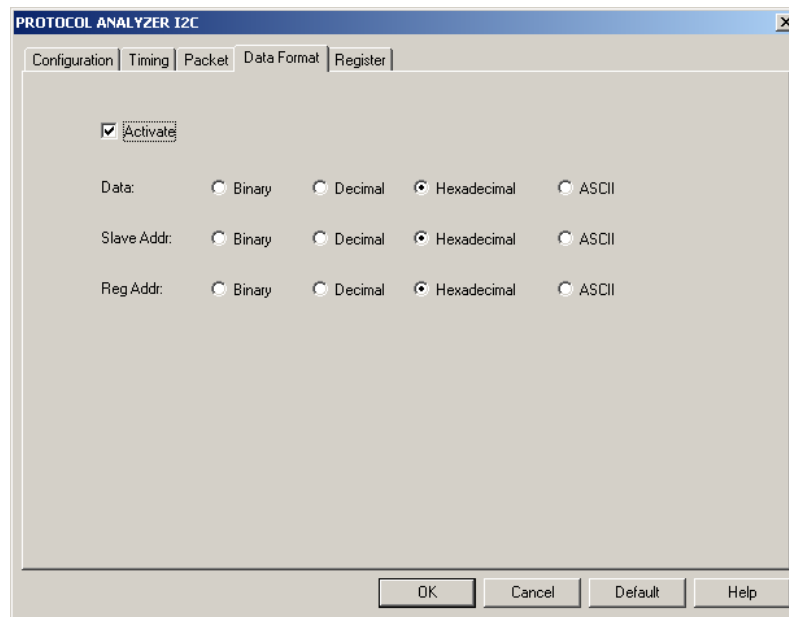 PROTOCOL ANALYZER I2C
Configuration Timing Packet Data Format Register
Activate
Data: Binary Decimal Hexadecimal ASCII
Slave Addr: Binary Decimal Hexadecimal ASCII
Reg Addr: Binary Decimal Hexadecimal ASCII
OK Cancel Default Help